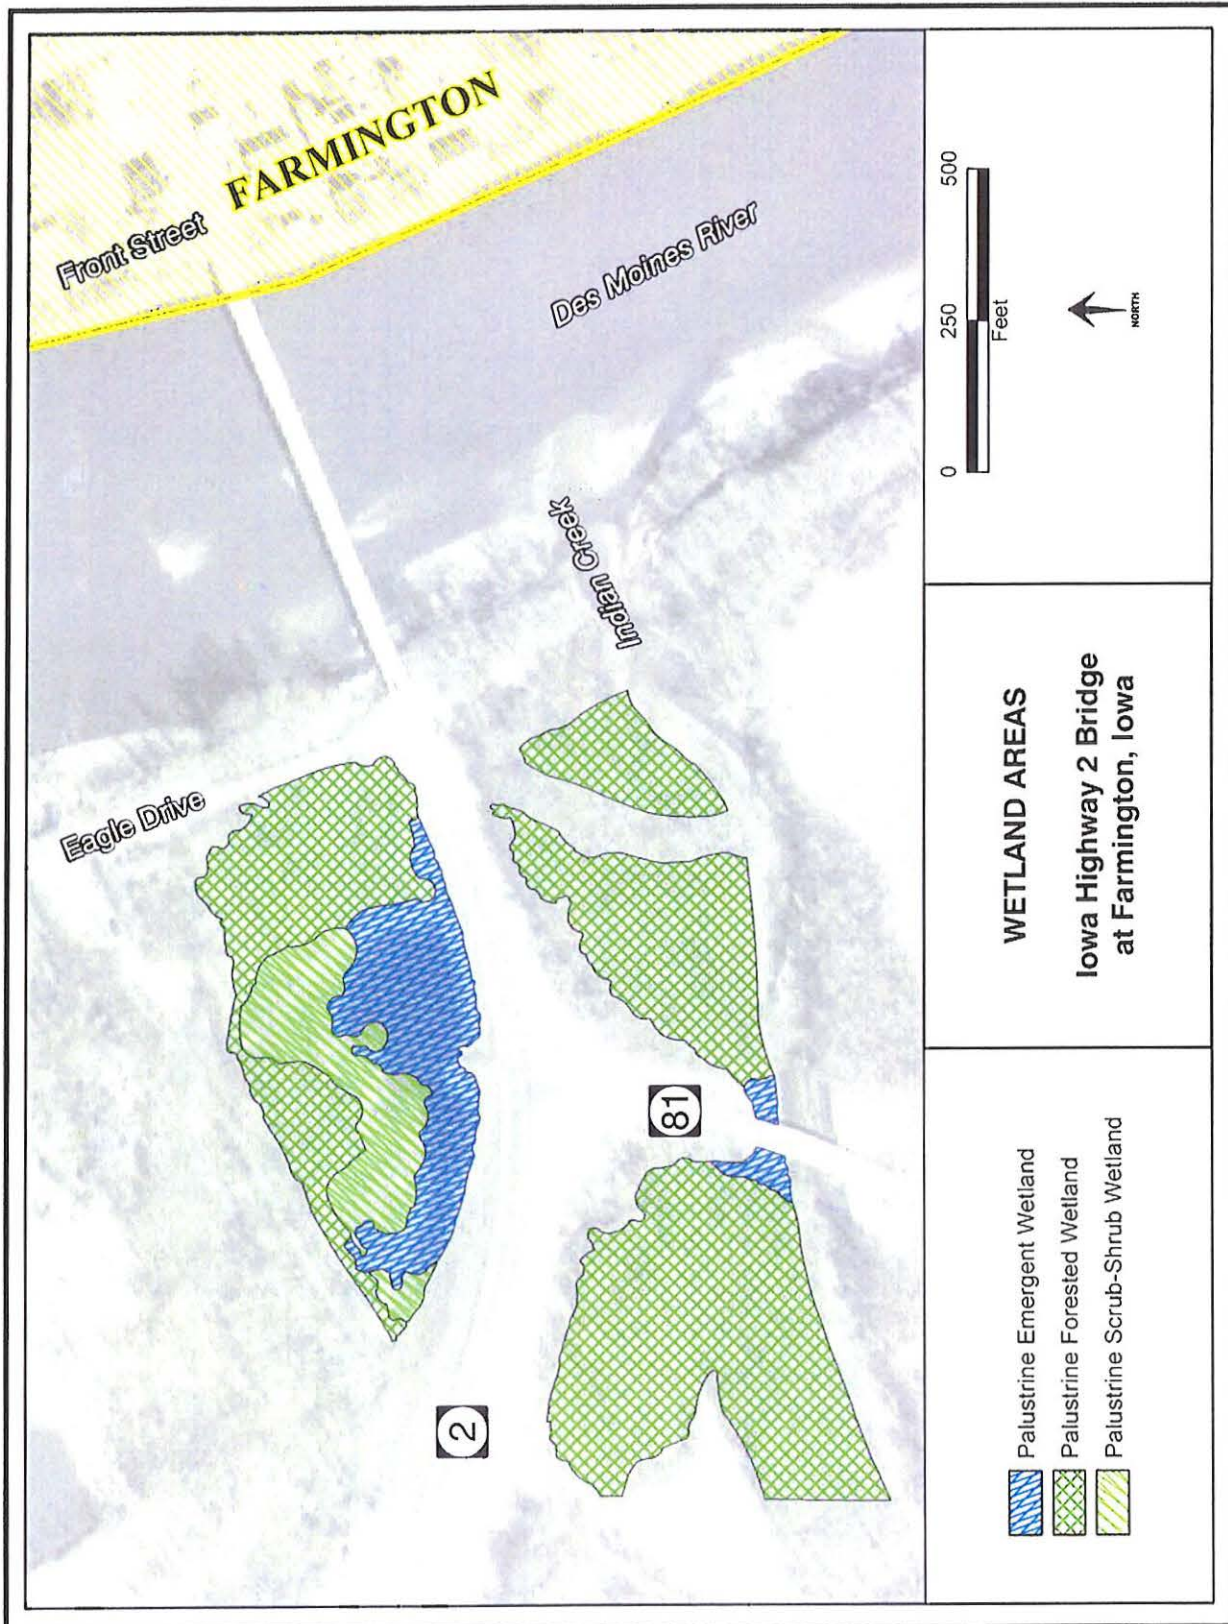 FARMINGTON
Front Street
Des Moines River
Eagle Drive
Indian Creek
81
2
Palustrine Emergent Wetland
Palustrine Forested Wetland
Palustrine Scrub-Shrub Wetland
WETLAND AREAS
Iowa Highway 2 Bridge
at Farmington, Iowa
0 250 500
Feet
NORTH